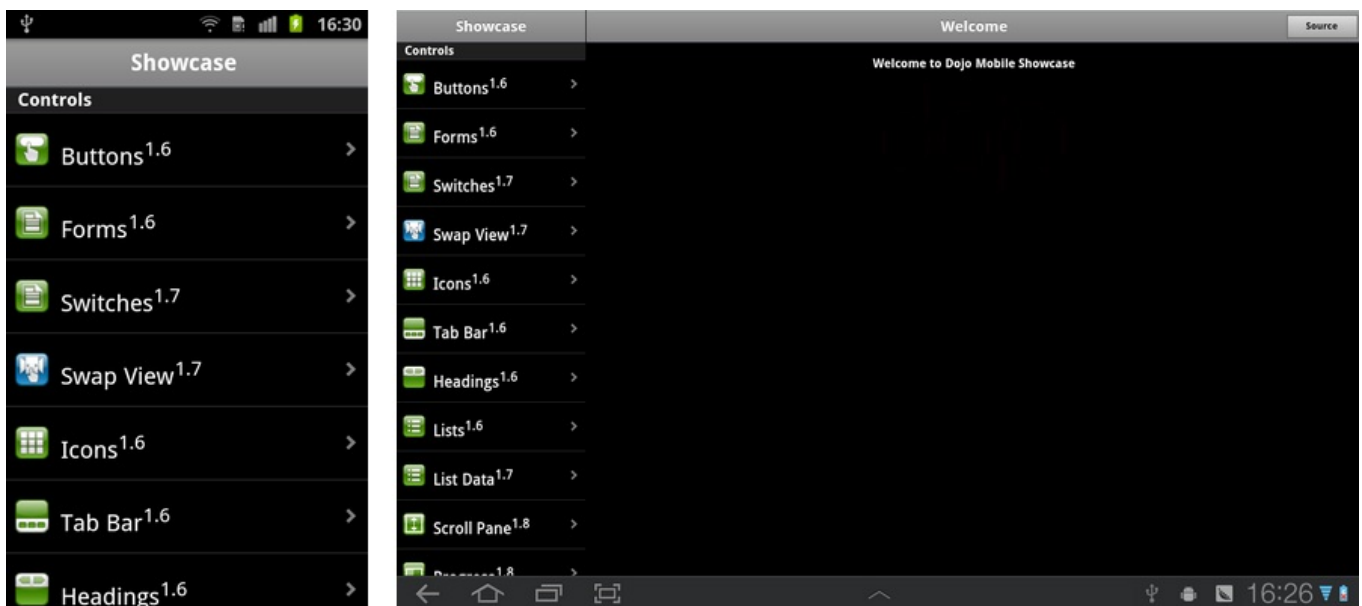 16:30
Showcase
Controls
Buttons1.6
Forms1.6
Switches1.7
Swap View1.7
Icons1.6
Tab Bar1.6
Headings1.6
Showcase
Welcome
Source
Controls
Welcome to Dojo Mobile Showcase
Buttons1.6
Forms1.6
Switches1.7
Swap View1.7
Icons1.6
Tab Bar1.6
Headings1.6
Lists1.6
List Data1.7
Scroll Pane1.8
1.8
16:26